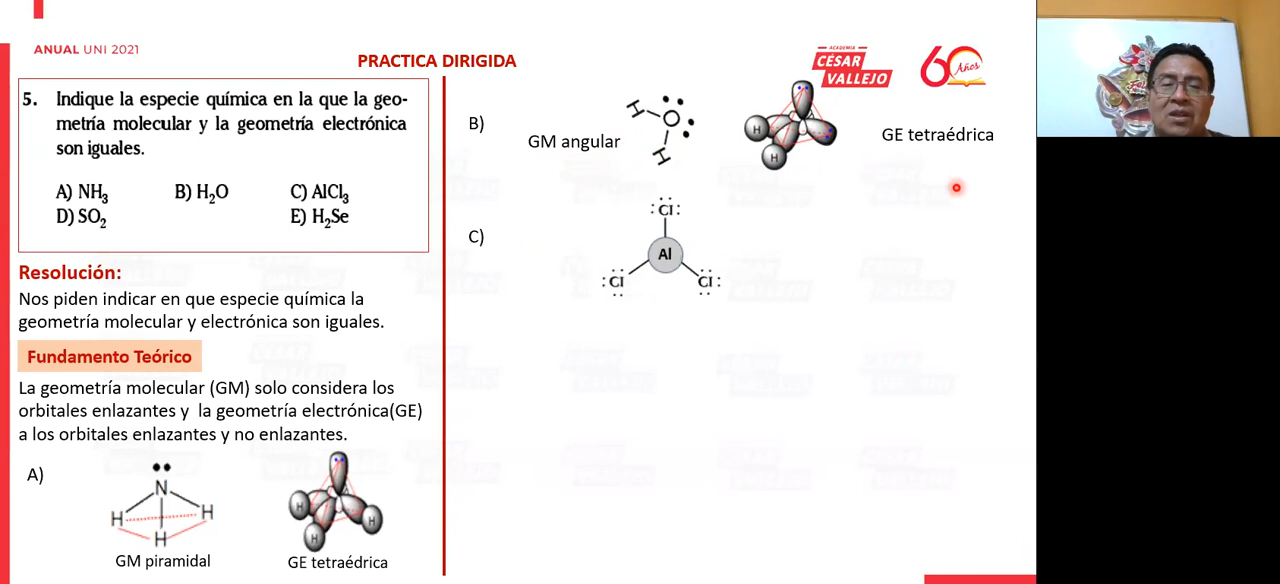 ANUAL UNI 2021
PRACTICA DIRIGIDA
ACADEMIA
CÉSAR
VALLEJO
60
Años
5. Indique la especie química en la que la geo-
metría molecular y la geometría electrónica
son iguales.
A) NH3 B) H2O C) AlCl3
D) SO2 E) H2Se
Resolución:
Nos piden indicar en que especie química la
geometría molecular y electrónica son iguales.
Fundamento Teórico
La geometría molecular (GM) solo considera los
orbitales enlazantes y la geometría electrónica(GE)
a los orbitales enlazantes y no enlazantes.
A)
N
H H
H
H
H
H
GM piramidal GE tetraédrica
B)
GM angular
H
O
H
H
H
GE tetraédrica
C)
Cl
Al
Cl Cl